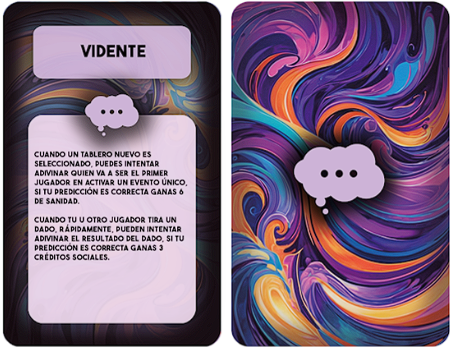 VIDENTE
CUANDO UN TABLERO NUEVO ES
SELECCIONADO, PUEDES INTENTAR
ADIVINAR QUIEN VA A SER EL PRIMER
JUGADOR EN ACTIVAR UN EVENTO ÚNICO,
SI TU PREDICCIÓN ES CORRECTA GANAS 6
DE SANIDAD.
CUANDO TU U OTRO JUGADOR TIRA UN
DADO, RÁPIDAMENTE, PUEDEN INTENTAR
ADIVINAR EL RESULTADO DEL DADO, SI TU
PREDICCIÓN ES CORRECTA GANAS 3
CRÉDITOS SOCIALES.